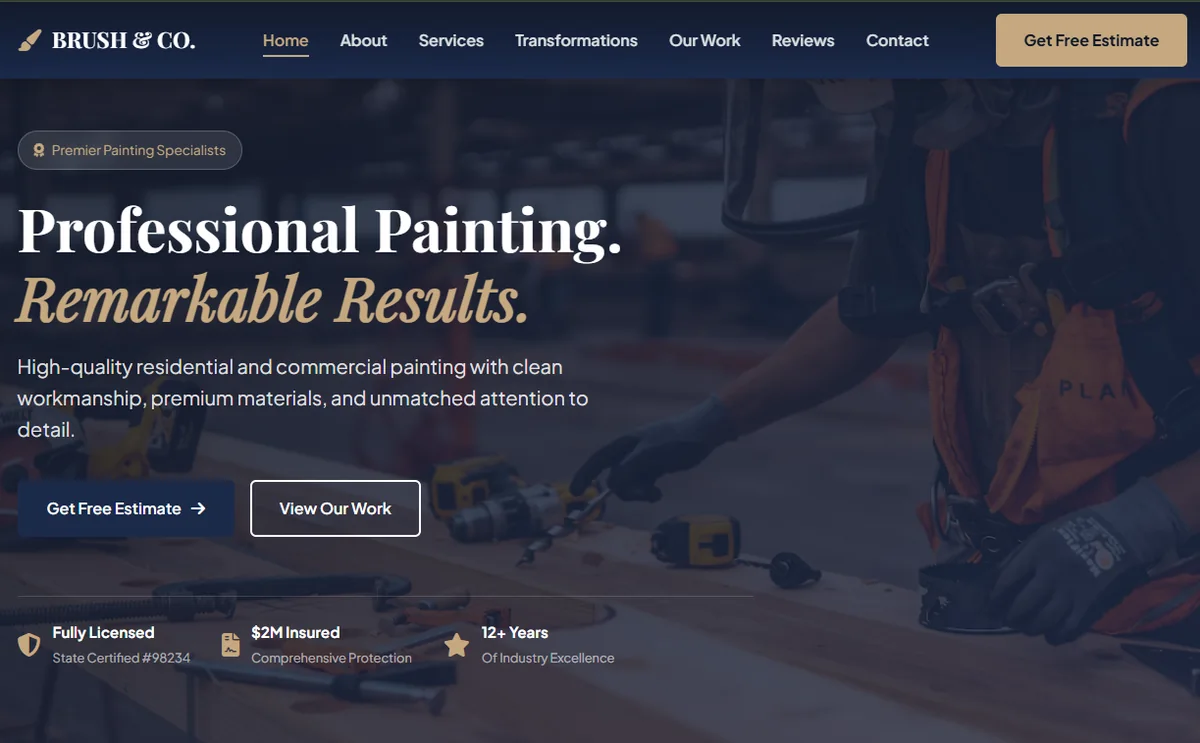 BRUSH & CO.
Home
About
Services
Transformations
Our Work
Reviews
Contact
Get Free Estimate
Premier Painting Specialists
Professional Painting.
Remarkable Results.
High-quality residential and commercial painting with clean
workmanship, premium materials, and unmatched attention to
detail.
Get Free Estimate →
View Our Work
Fully Licensed
State Certified #98234
$2M Insured
Comprehensive Protection
12+ Years
Of Industry Excellence